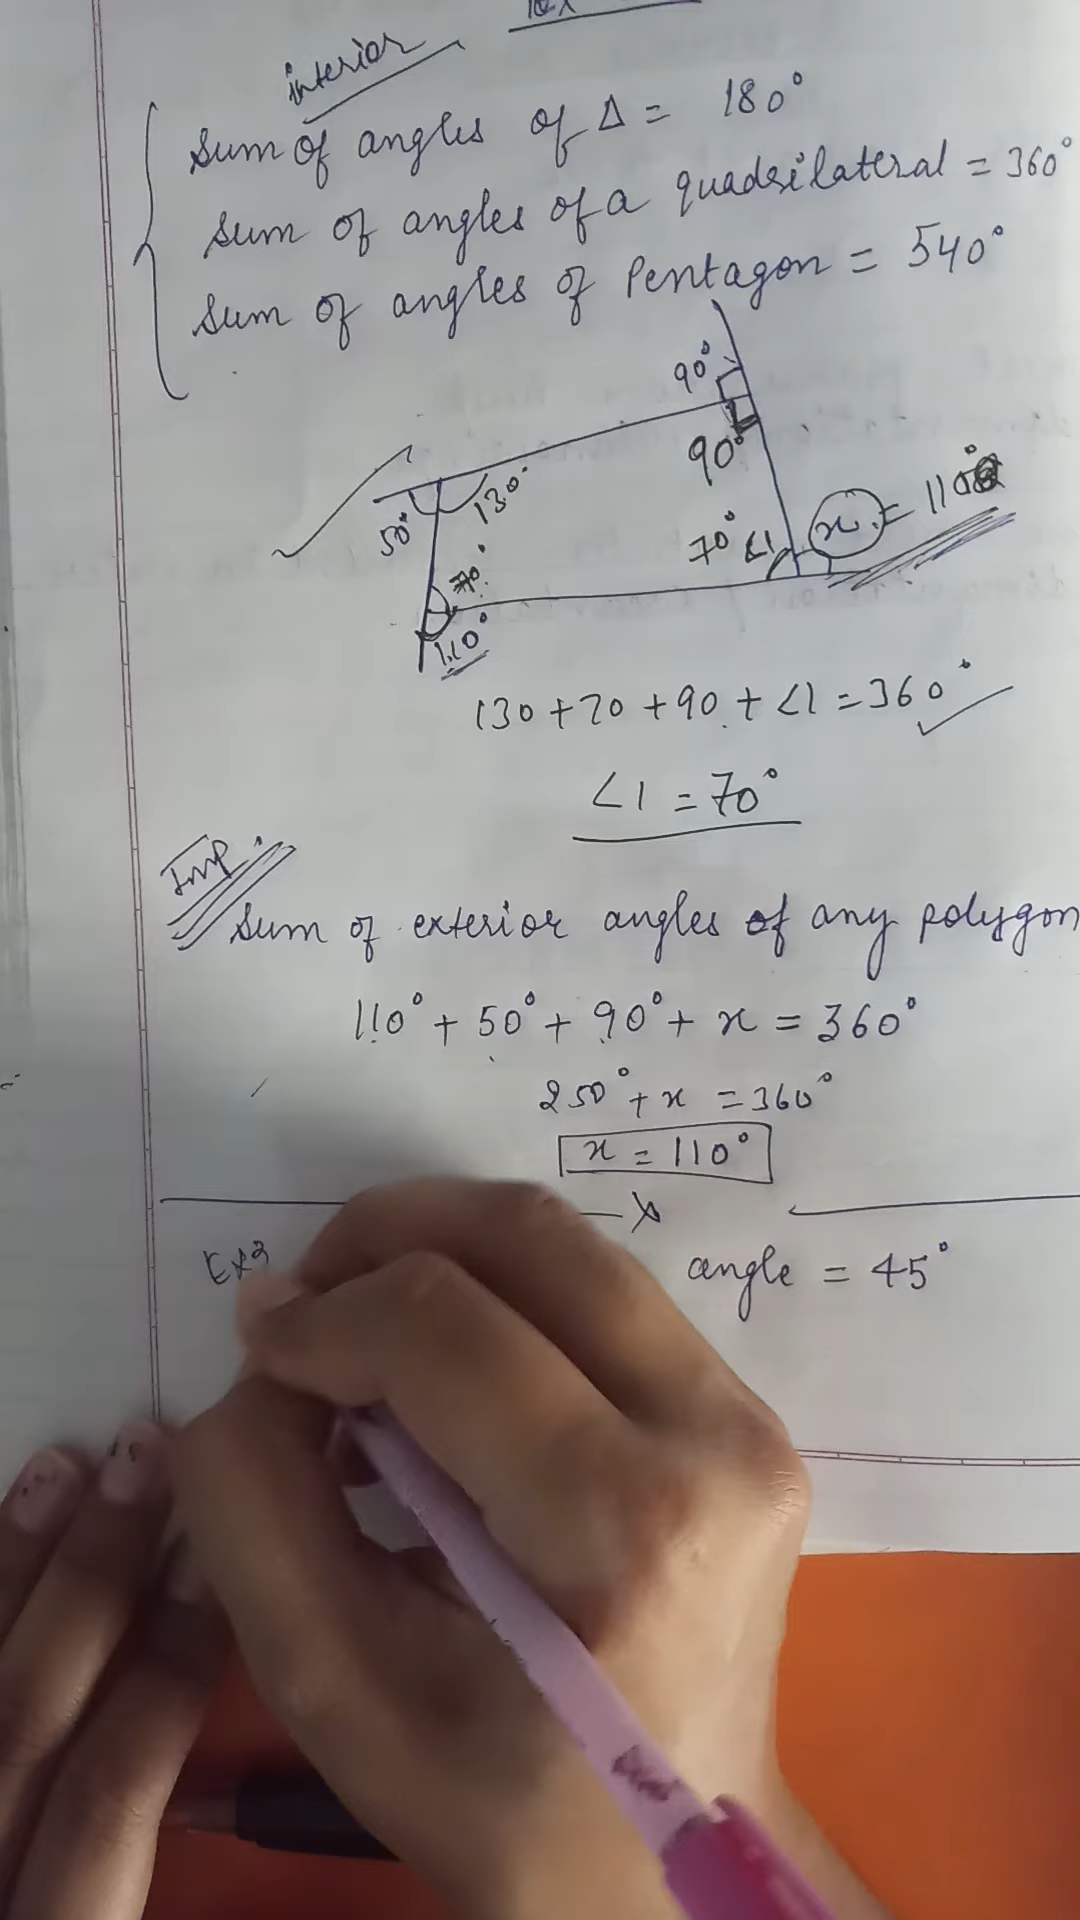 interior
Sum of angles of Δ = 180°
Sum of angles of a quadrilateral = 360°
Sum of angles of Pentagon = 540°
90°
90°
130°
50°
70° ∠1
x = 110°
70°
110°
130 + 70 + 90 + ∠1 = 360°
∠1 = 70°
Imp.
Sum of exterior angles of any polygon
110° + 50° + 90° + x = 360°
250° + x = 360°
x = 110°
Ex3
angle = 45°